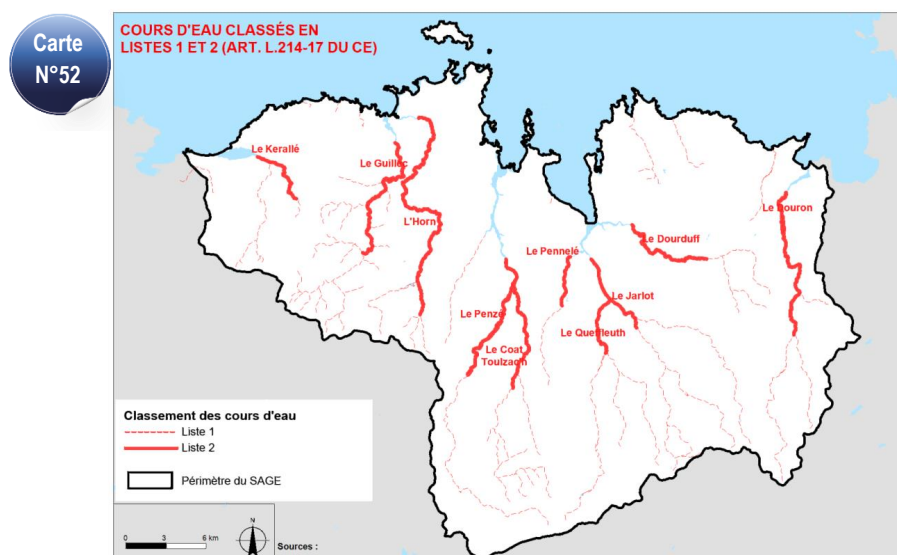 Carte
N°52
COURS D'EAU CLASSÉS EN
LISTES 1 ET 2 (ART. L.214-17 DU CE)
Le Kerallé
Le Guillec
L'Horn
Le Douron
Le Dourduff
Le Pennelé
Le Jarlot
Le Penzé
Le Queffleuth
Le Coat
Toulzach
Classement des cours d'eau
Liste 1
Liste 2
Périmètre du SAGE
N
0 3 6 km
Sources :